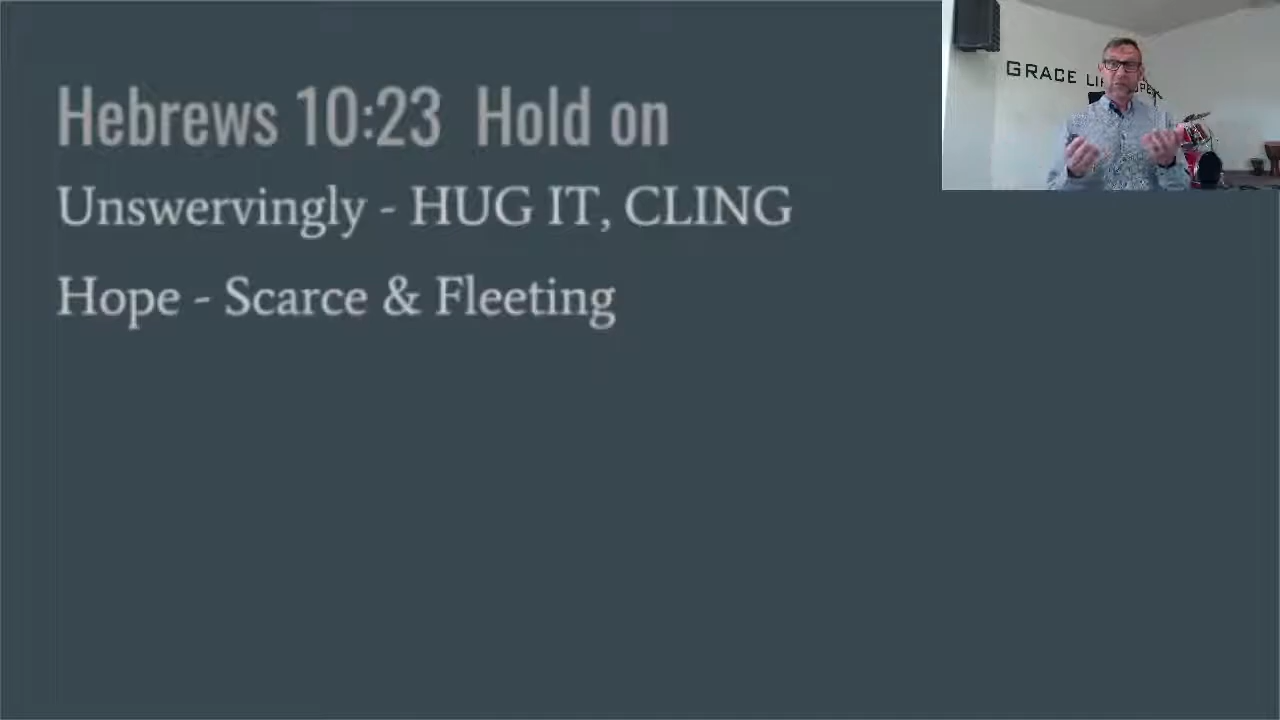 Hebrews 10:23 Hold on
Unswervingly - HUG IT, CLING
Hope - Scarce & Fleeting
GRACE